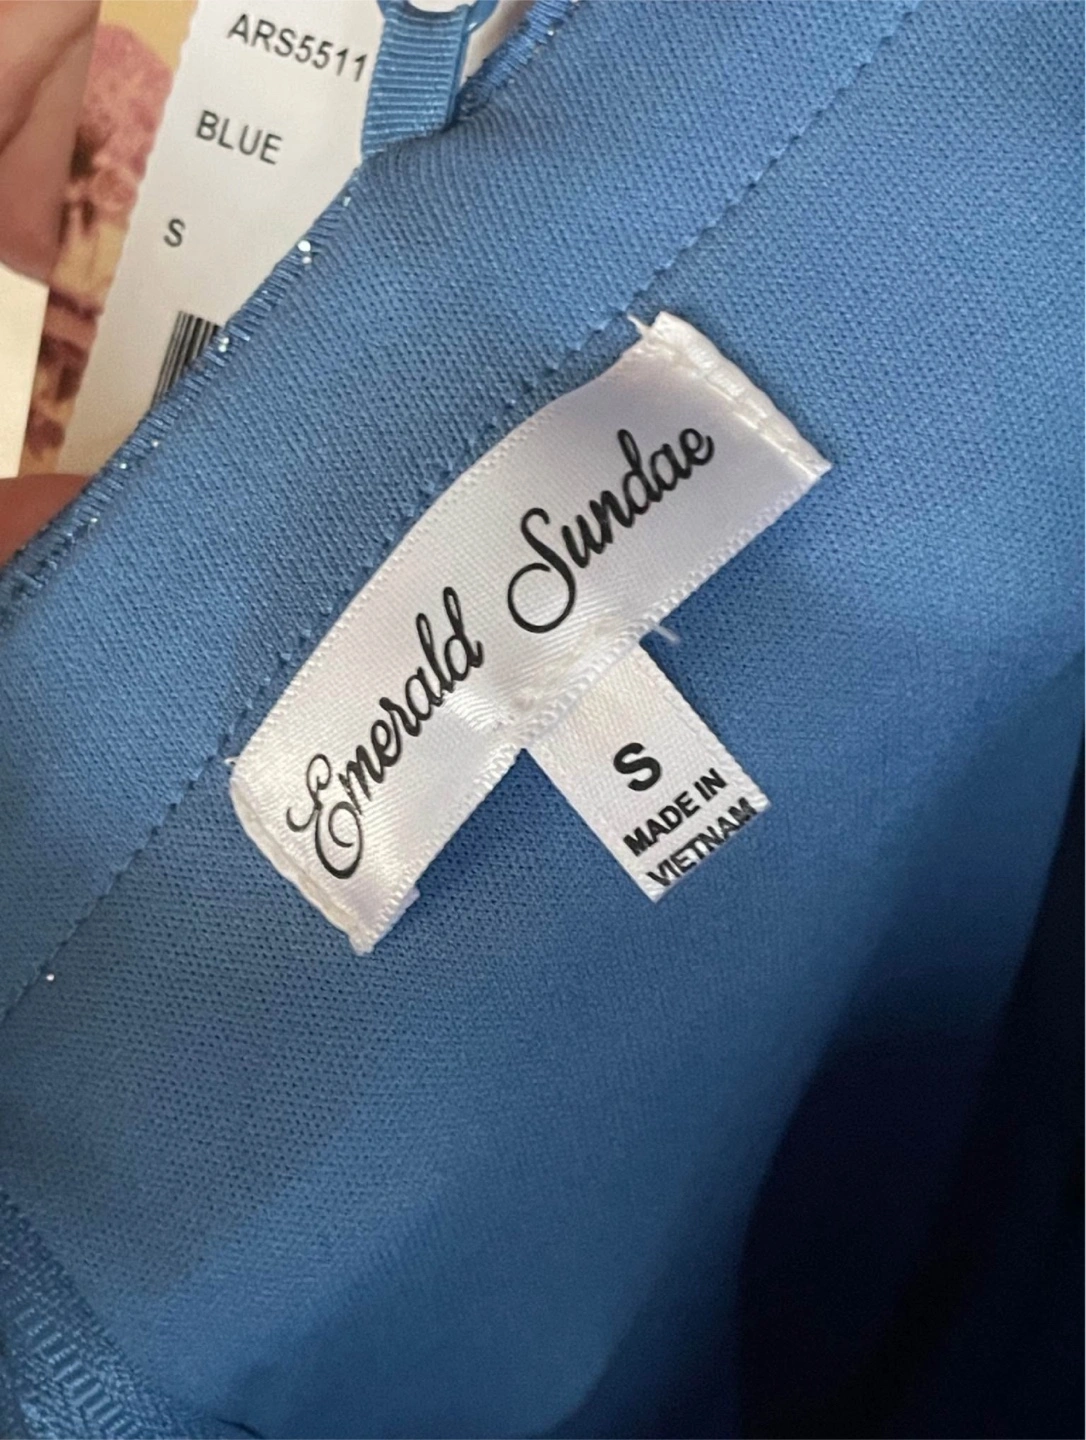 ARS5511
BLUE
S
Emerald Sundae
S
MADE IN
VIETNAM